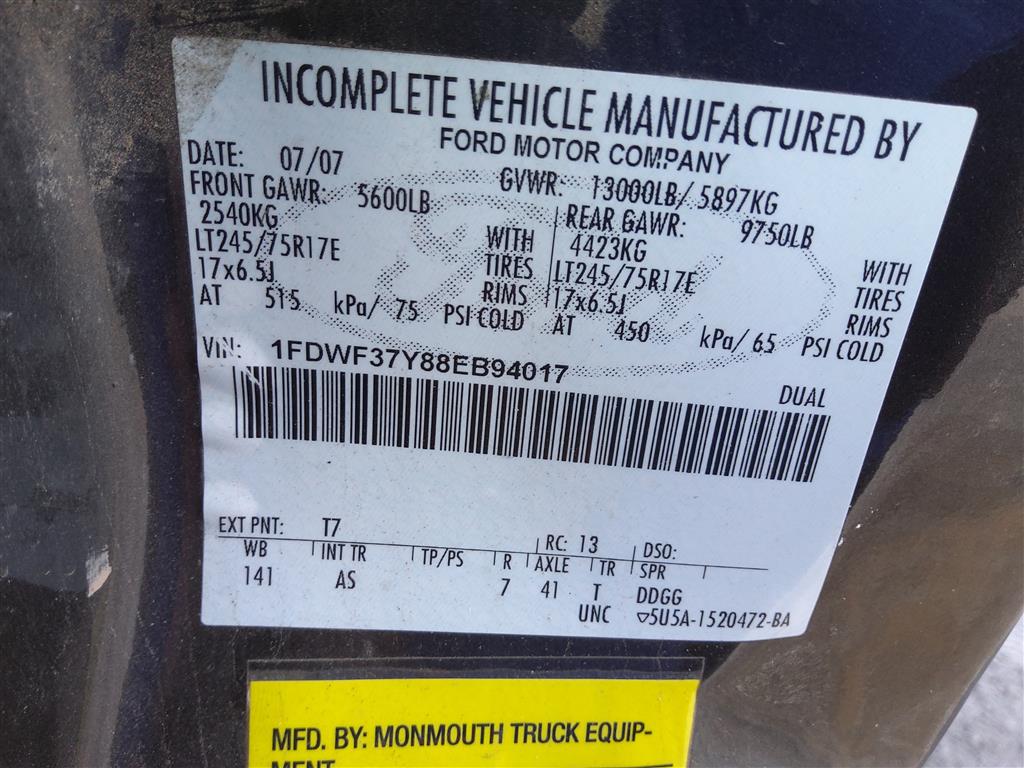 INCOMPLETE VEHICLE MANUFACTURED BY
FORD MOTOR COMPANY
DATE: 07/07 GVWR: 13000LB/ 5897KG
FRONT GAWR: 5600LB REAR GAWR: 9750LB
2540KG WITH 4423KG WITH
LT245/75R17E TIRES LT245/75R17E TIRES
17x6.5J RIMS 17x6.5J RIMS
AT 515 kPa/ 75 PSI COLD AT 450 kPa/ 65 PSI COLD
VIN: 1FDWF37Y88EB94017
DUAL
EXT PNT: T7 RC: 13 DSO:
WB INT TR TP/PS R AXLE TR SPR
141 AS 7 41 T DDGG
UNC ▽5U5A-1520472-BA
MFD. BY: MONMOUTH TRUCK EQUIP-
MENT